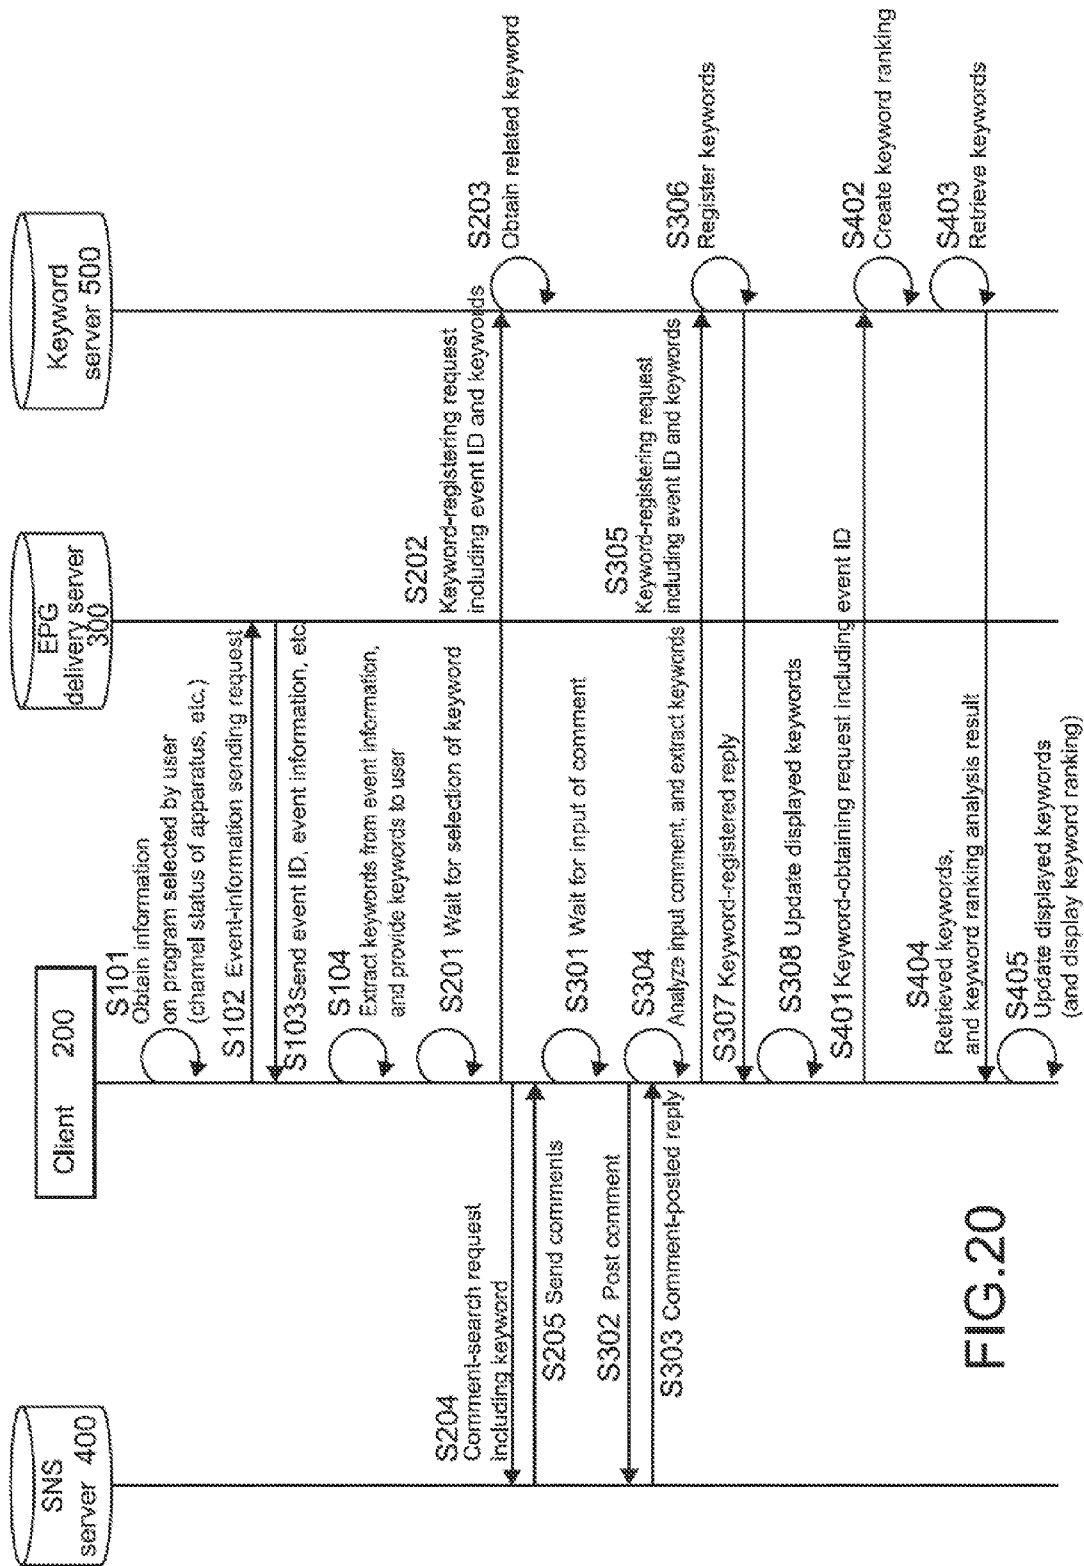 SNS
server 400
Client 200
EPG
delivery server
300
Keyword
server 500
S101
Obtain information
on program selected by user
(channel status of apparatus, etc.)
S102 Event-information sending request
S103 Send event ID, event information, etc
S104
Extract keywords from event information,
and provide keywords to user
S201 Wait for selection of keyword
S202
Keyword-registering request
including event ID and keywords
S203
Obtain related keyword
S204
Comment-search request
including keyword
S205 Send comments
S301 Wait for input of comment
S302 Post comment
S303 Comment-posted reply
S304
Analyze input comment, and extract keywords
S305
Keyword-registering request
including event ID and keywords
S306
Register keywords
S307 Keyword-registered reply
S308 Update displayed keywords
S401 Keyword-obtaining request including event ID
S402
Create keyword ranking
S403
Retrieve keywords
S404
Retrieved keywords,
and keyword ranking analysis result
S405
Update displayed keywords
(and display keyword ranking)
FIG.20